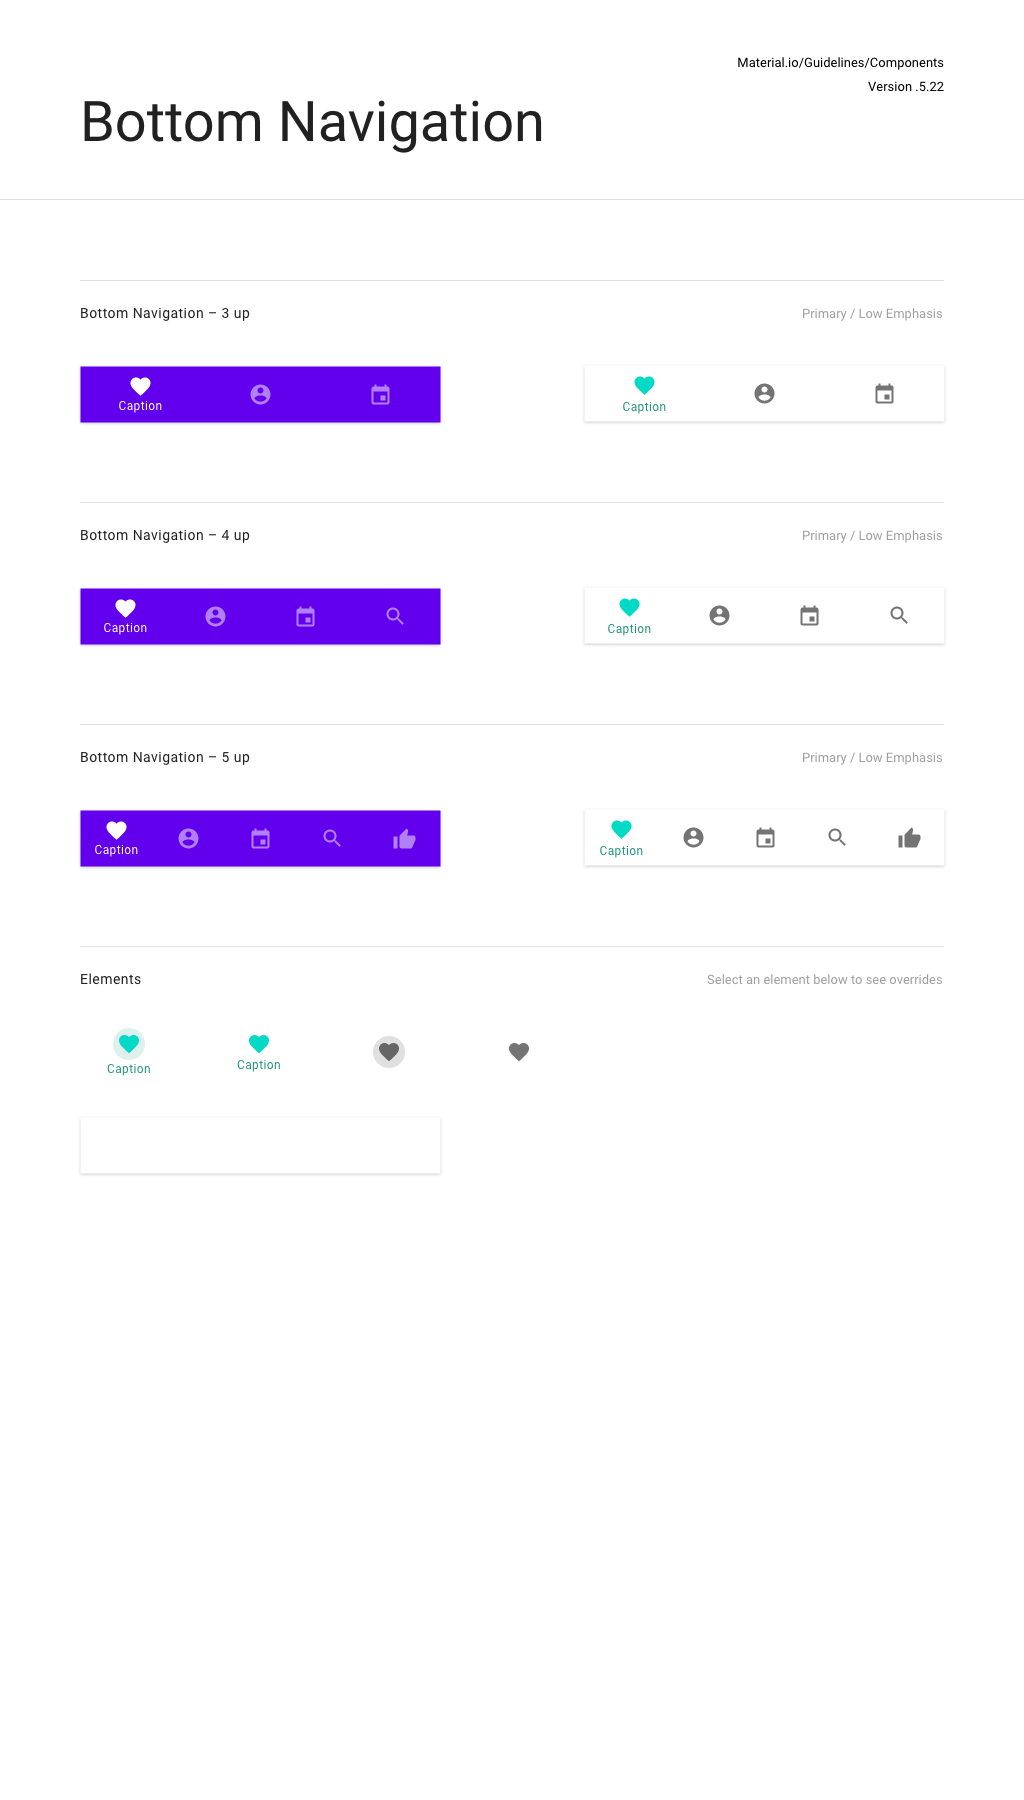 Material.io/Guidelines/Components
Version .5.22
Bottom Navigation
Bottom Navigation – 3 up
Primary / Low Emphasis
Caption
Caption
Bottom Navigation – 4 up
Primary / Low Emphasis
Caption
Caption
Bottom Navigation – 5 up
Primary / Low Emphasis
Caption
Caption
Elements
Select an element below to see overrides
Caption
Caption